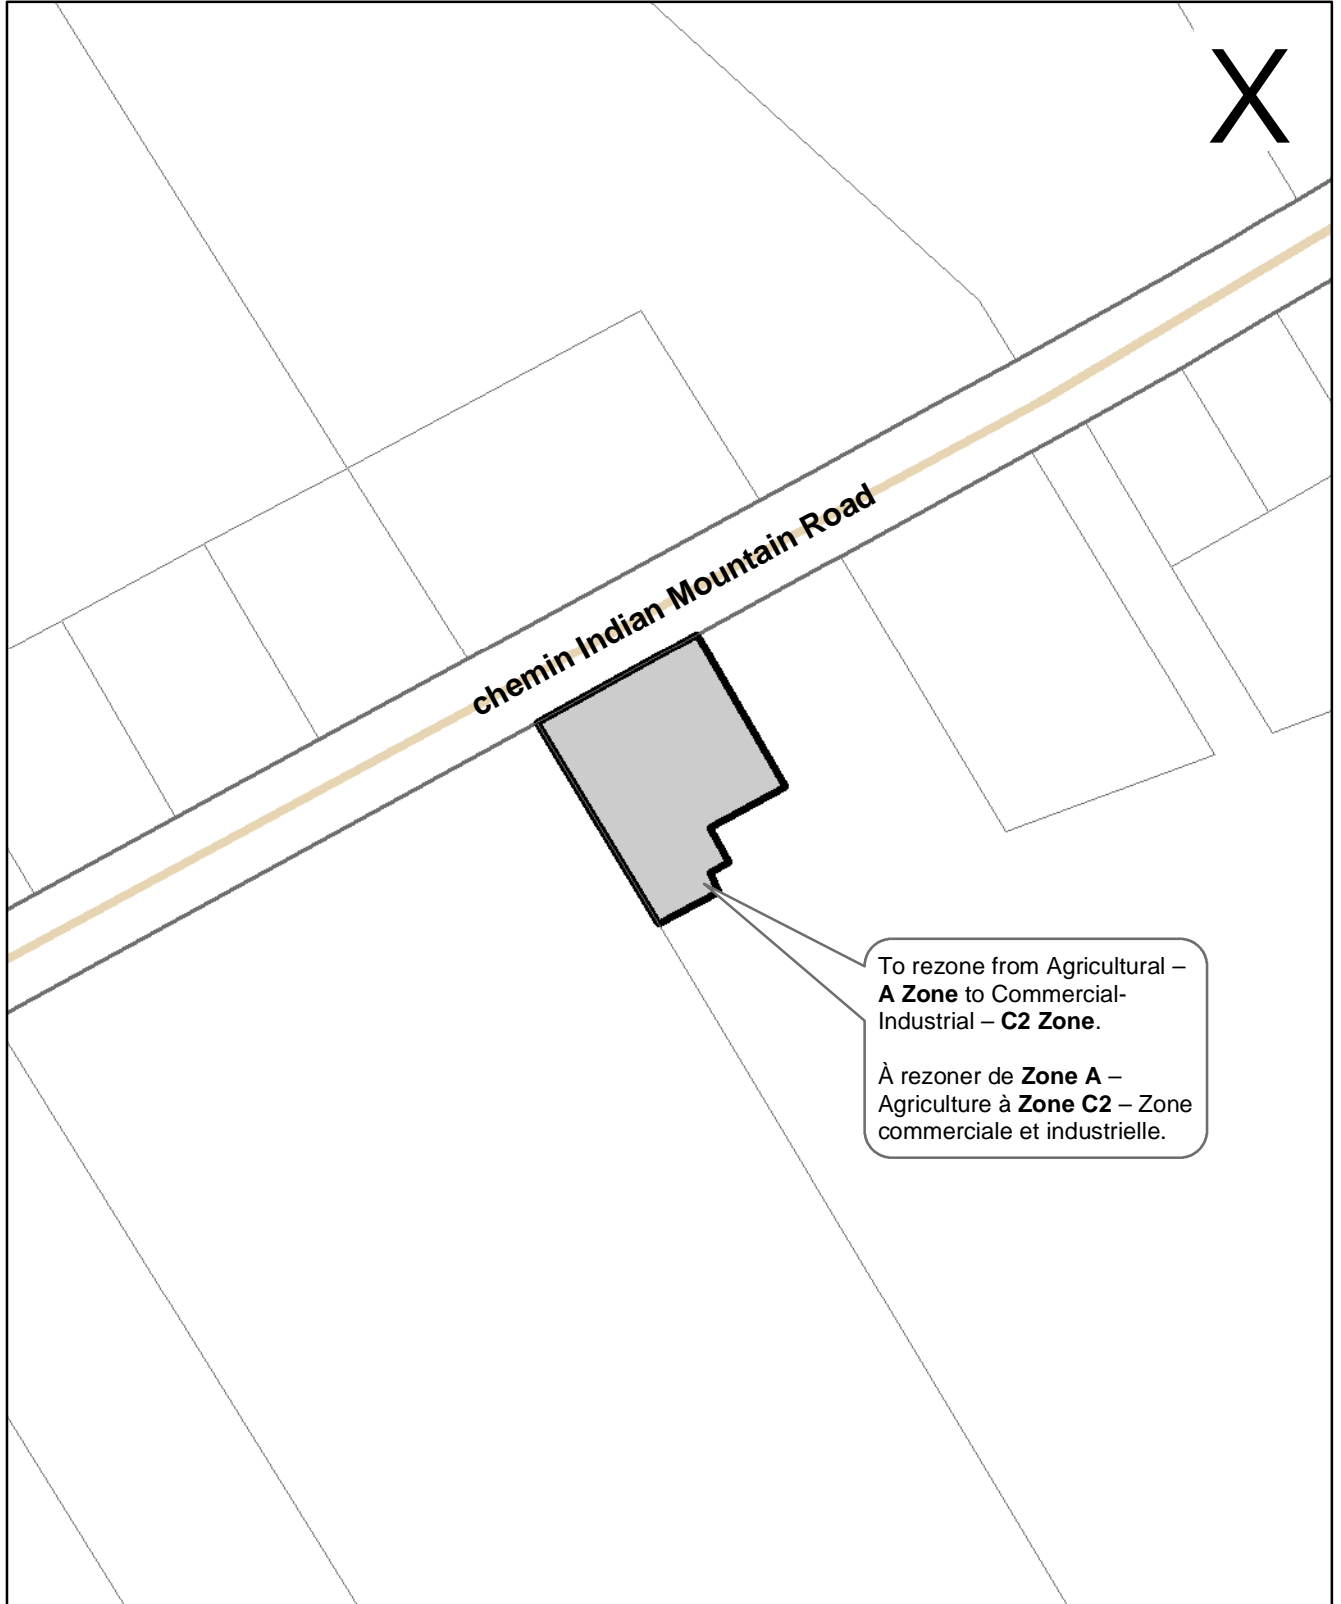 X
chemin Indian Mountain Road
To rezone from Agricultural –
A Zone to Commercial-
Industrial – C2 Zone.
À rezoner de Zone A –
Agriculture à Zone C2 – Zone
commerciale et industrielle.